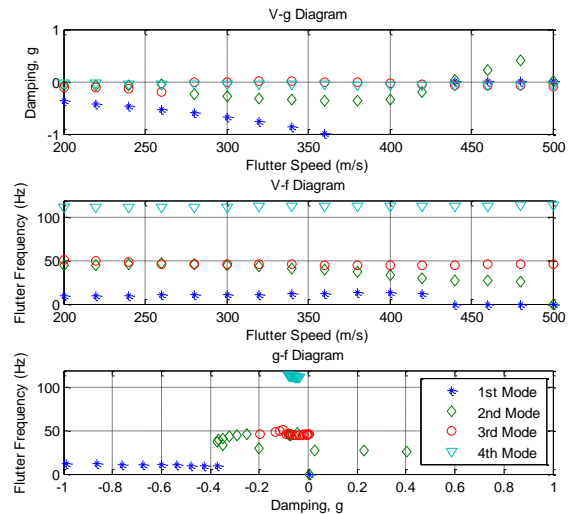 V-g Diagram
1
0
-1
Damping, g
200 250 300 350 400 450 500
Flutter Speed (m/s)
V-f Diagram
100
50
0
Flutter Frequency (Hz)
200 250 300 350 400 450 500
Flutter Speed (m/s)
g-f Diagram
100
50
0
Flutter Frequency (Hz)
1st Mode
2nd Mode
3rd Mode
4th Mode
-1 -0.8 -0.6 -0.4 -0.2 0 0.2 0.4 0.6 0.8 1
Damping, g